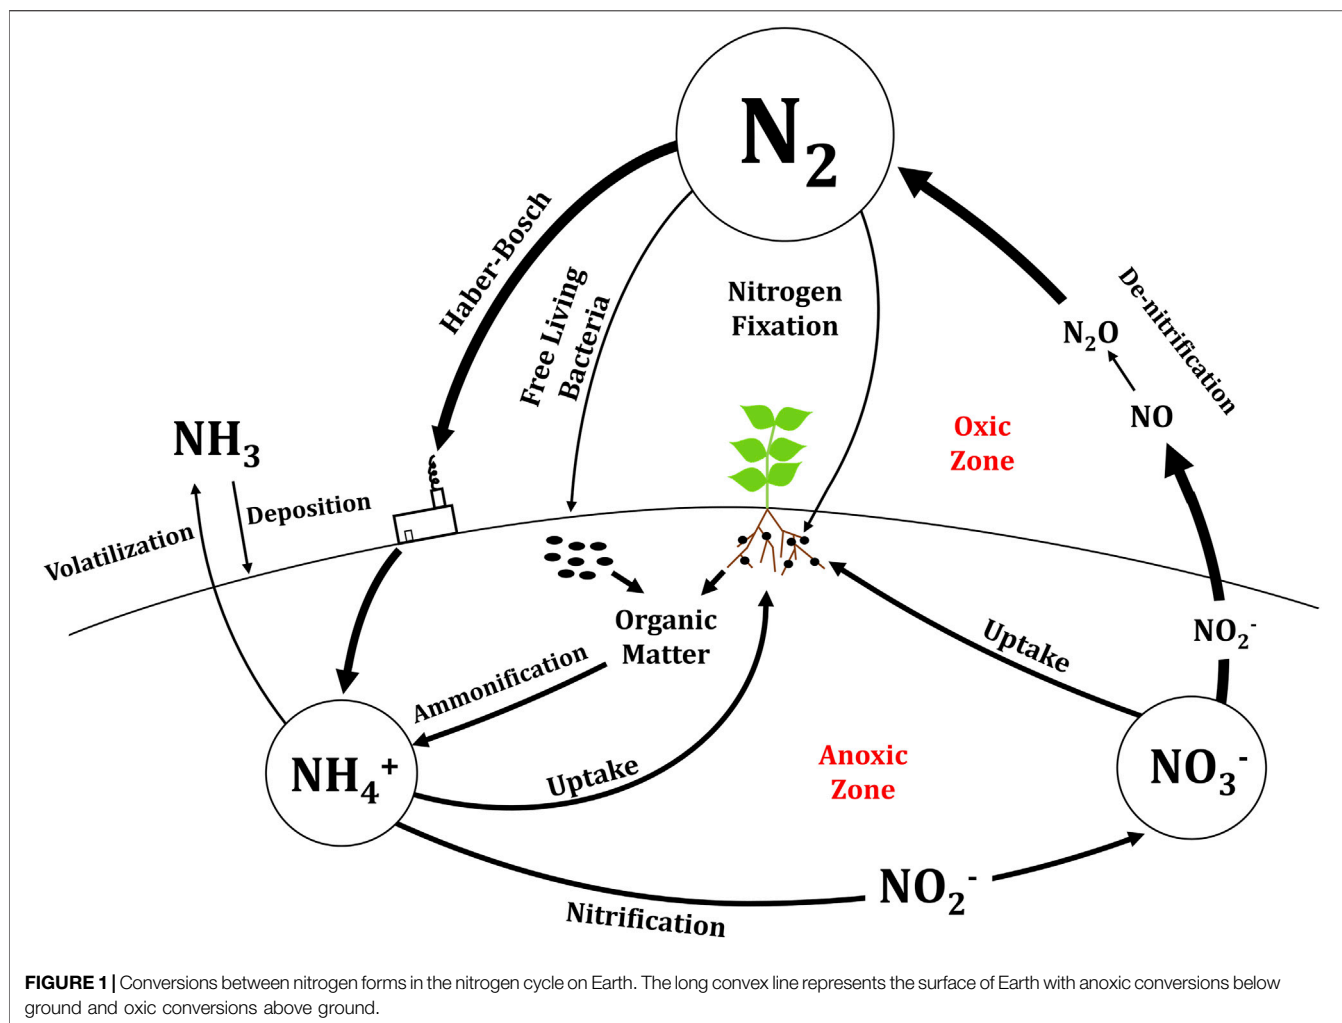 N₂
Haber-Bosch
Free Living
Bacteria
Nitrogen
Fixation
De-nitrification
N₂O
NO
Oxic
Zone
NH₃
Deposition
Volatilization
Organic
Matter
NO₂⁻
Uptake
Ammonification
Uptake
Anoxic
Zone
NH₄⁺
NO₃⁻
NO₂⁻
Nitrification
FIGURE 1 | Conversions between nitrogen forms in the nitrogen cycle on Earth. The long convex line represents the surface of Earth with anoxic conversions below
ground and oxic conversions above ground.